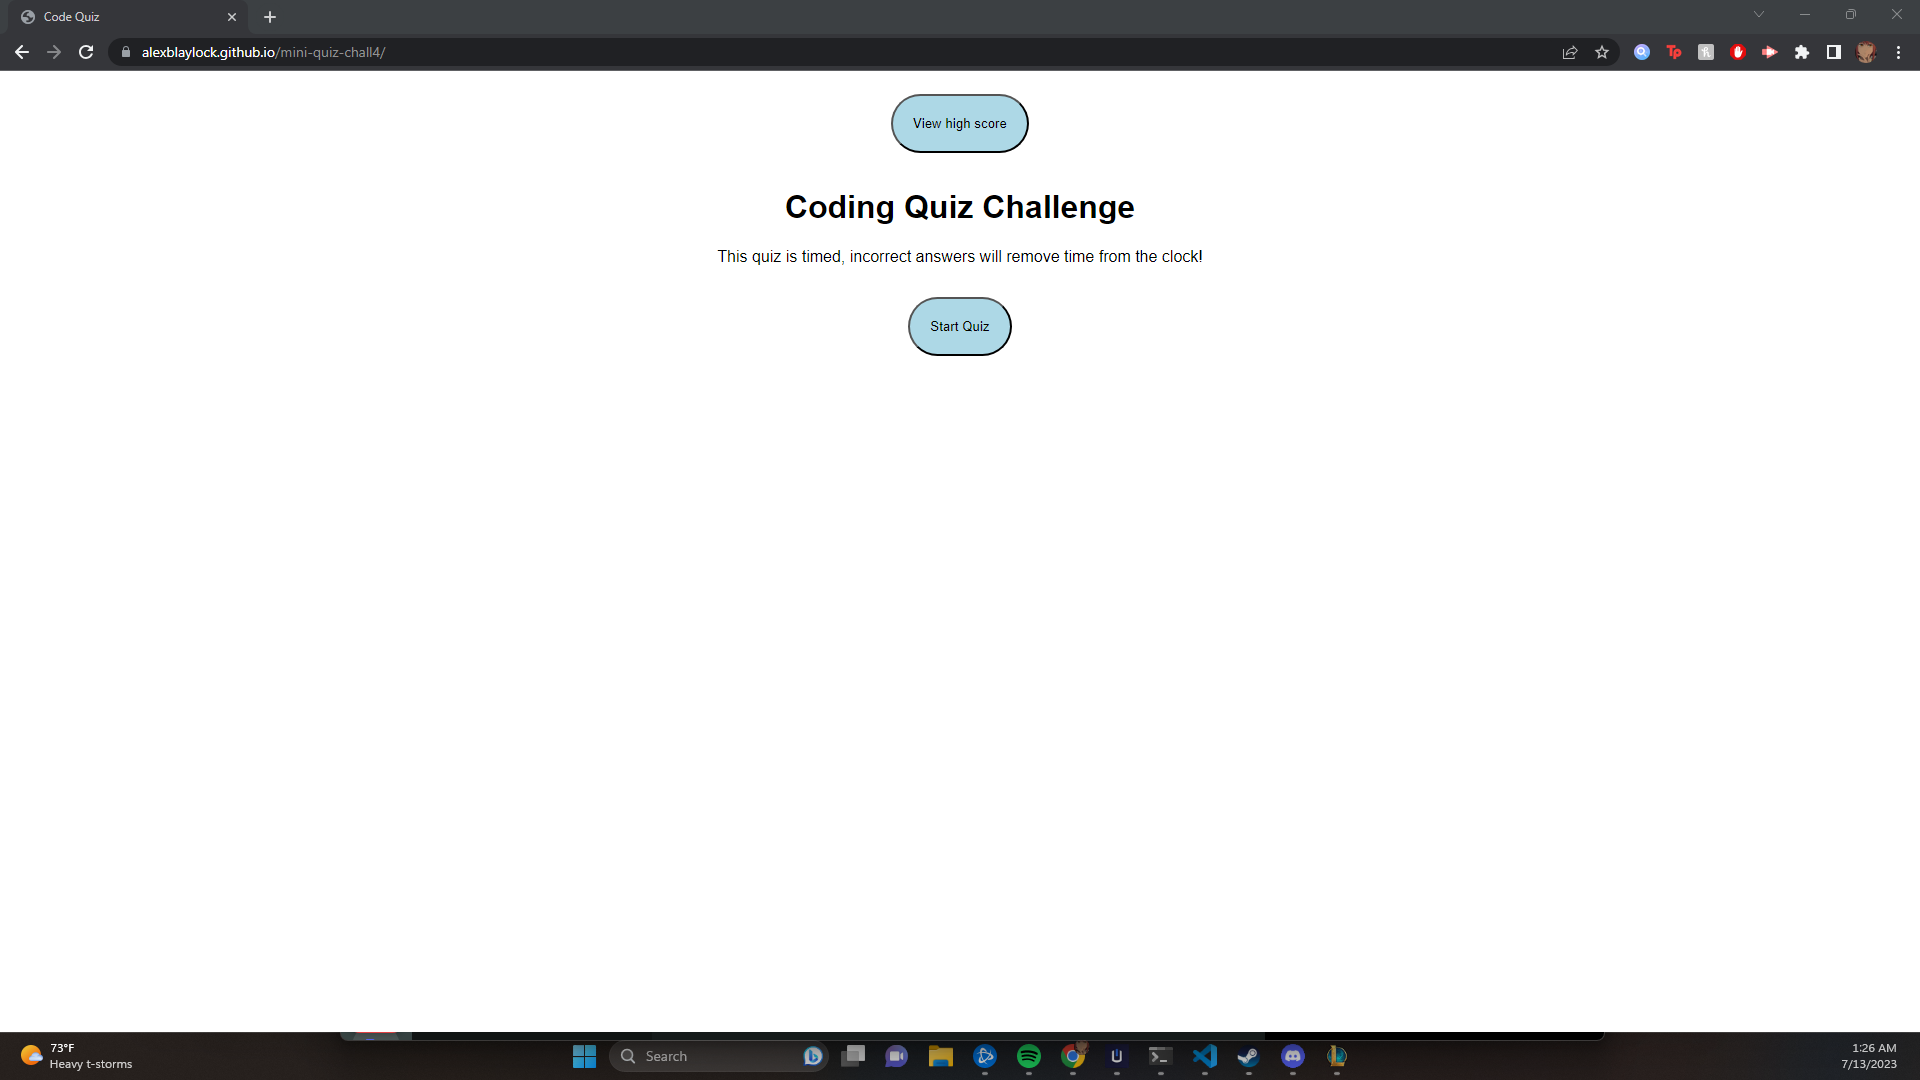 Code Quiz
alexblaylock.github.io/mini-quiz-chall4/
Tp
View high score
Coding Quiz Challenge
This quiz is timed, incorrect answers will remove time from the clock!
Start Quiz
73°F
Heavy t-storms
Search
U
1:26 AM
7/13/2023